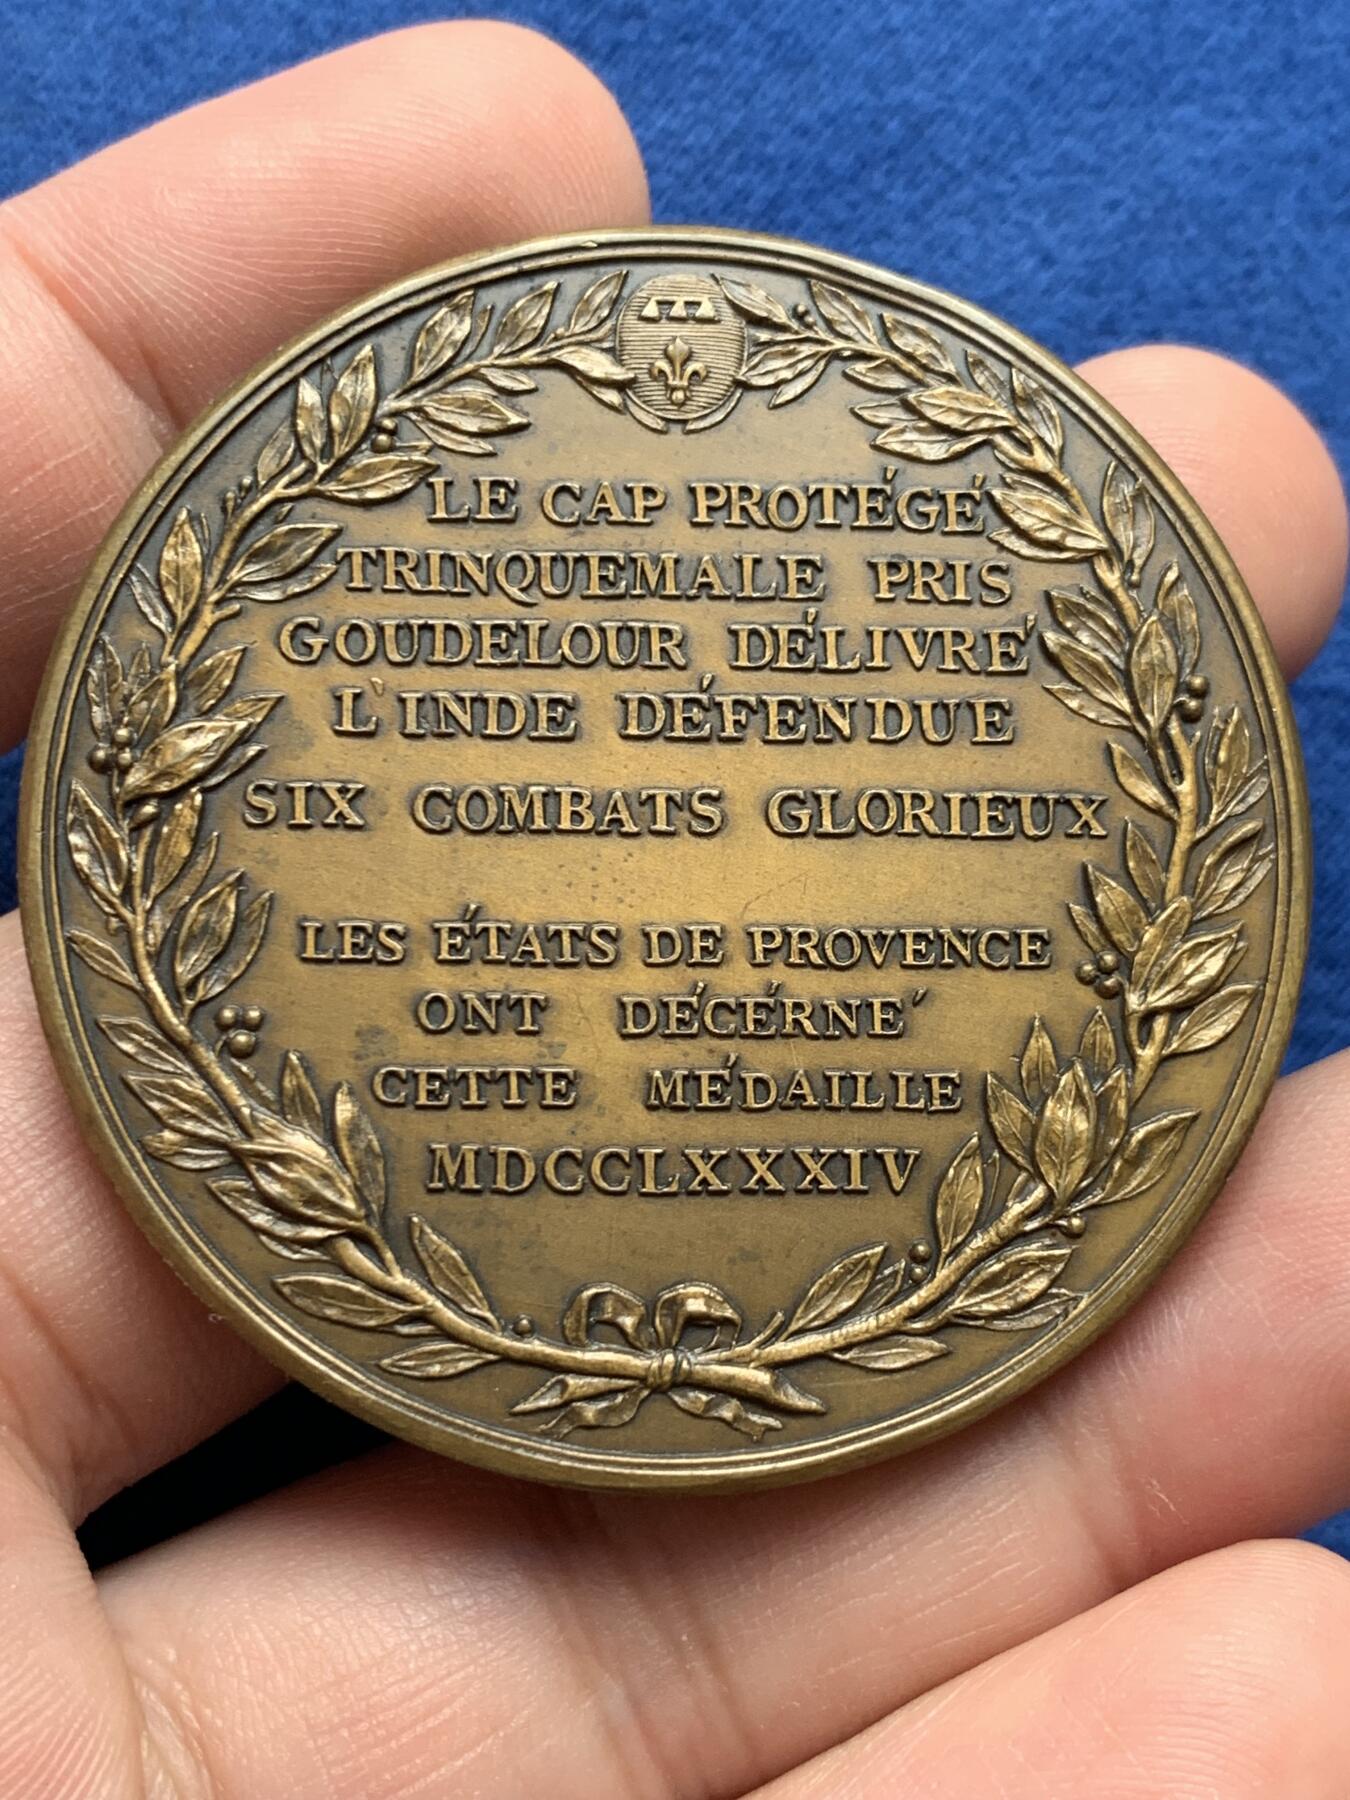 LE CAP PROTÉGÉ
TRINQUEMALE PRIS
GOUDELOUR DÉLIVRÉ
L'INDE DÉFENDUE
SIX COMBATS GLORIEUX
LES ÉTATS DE PROVENCE
ONT DÉCÉRNÉ
CETTE MÉDAILLE
MDCCLXXXIV